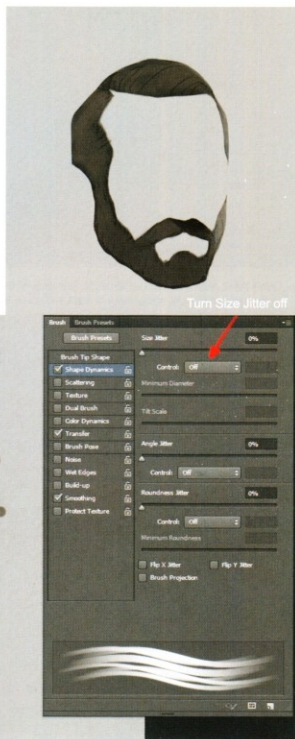 Turn Size Jitter off
Brush Brush Presets
Brush Presets Size Jitter 0%
Brush Tip Shape
Shape Dynamics Control: Off
Scattering Minimum Diameter
Texture
Dual Brush Tilt Scale
Color Dynamics
Transfer Angle Jitter 0%
Brush Pose
Noise Control: Off
Wet Edges
Build-up Roundness Jitter 0%
Smoothing
Protect Texture Control: Off
Minimum Roundness
Flip X Jitter Flip Y Jitter
Brush Projection